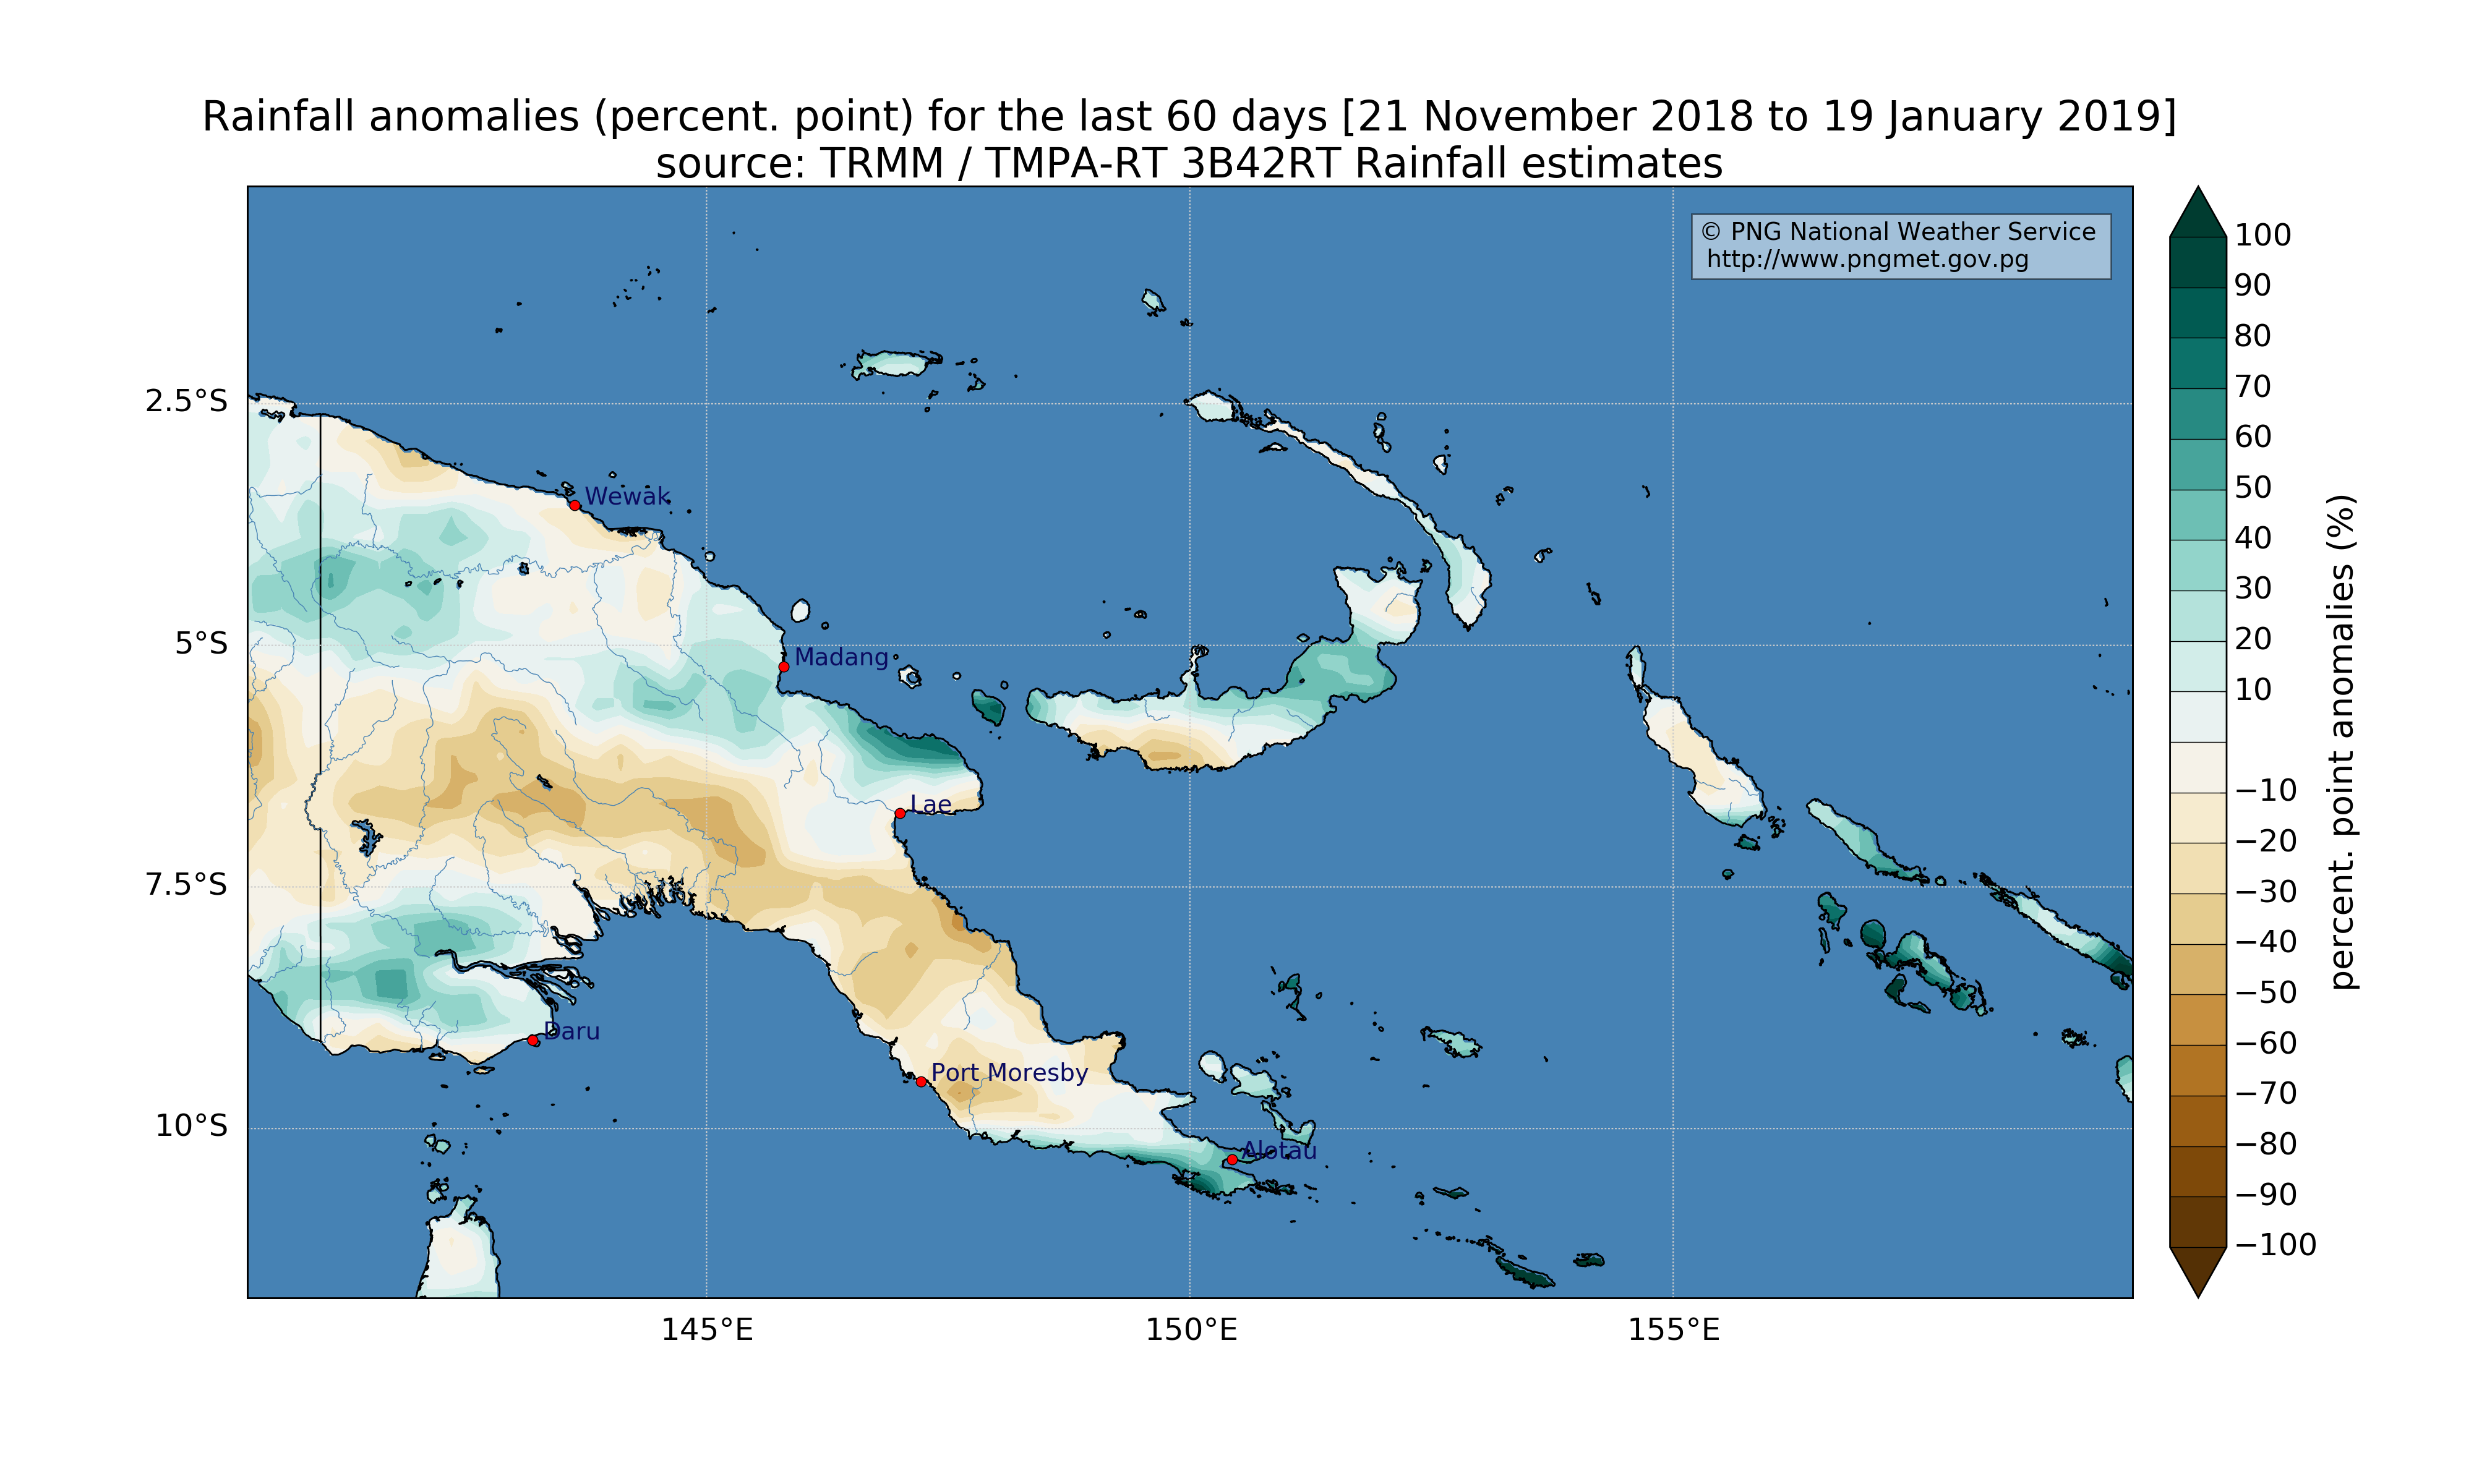 Rainfall anomalies (percent. point) for the last 60 days [21 November 2018 to 19 January 2019]
source: TRMM / TMPA-RT 3B42RT Rainfall estimates
© PNG National Weather Service
http://www.pngmet.gov.pg
2.5°S
5°S
7.5°S
10°S
Wewak
Madang
Lae
Daru
Port Moresby
Alotau
145°E
150°E
155°E
100
90
80
70
60
50
40
30
20
10
−10
−20
−30
−40
−50
−60
−70
−80
−90
−100
percent. point anomalies (%)